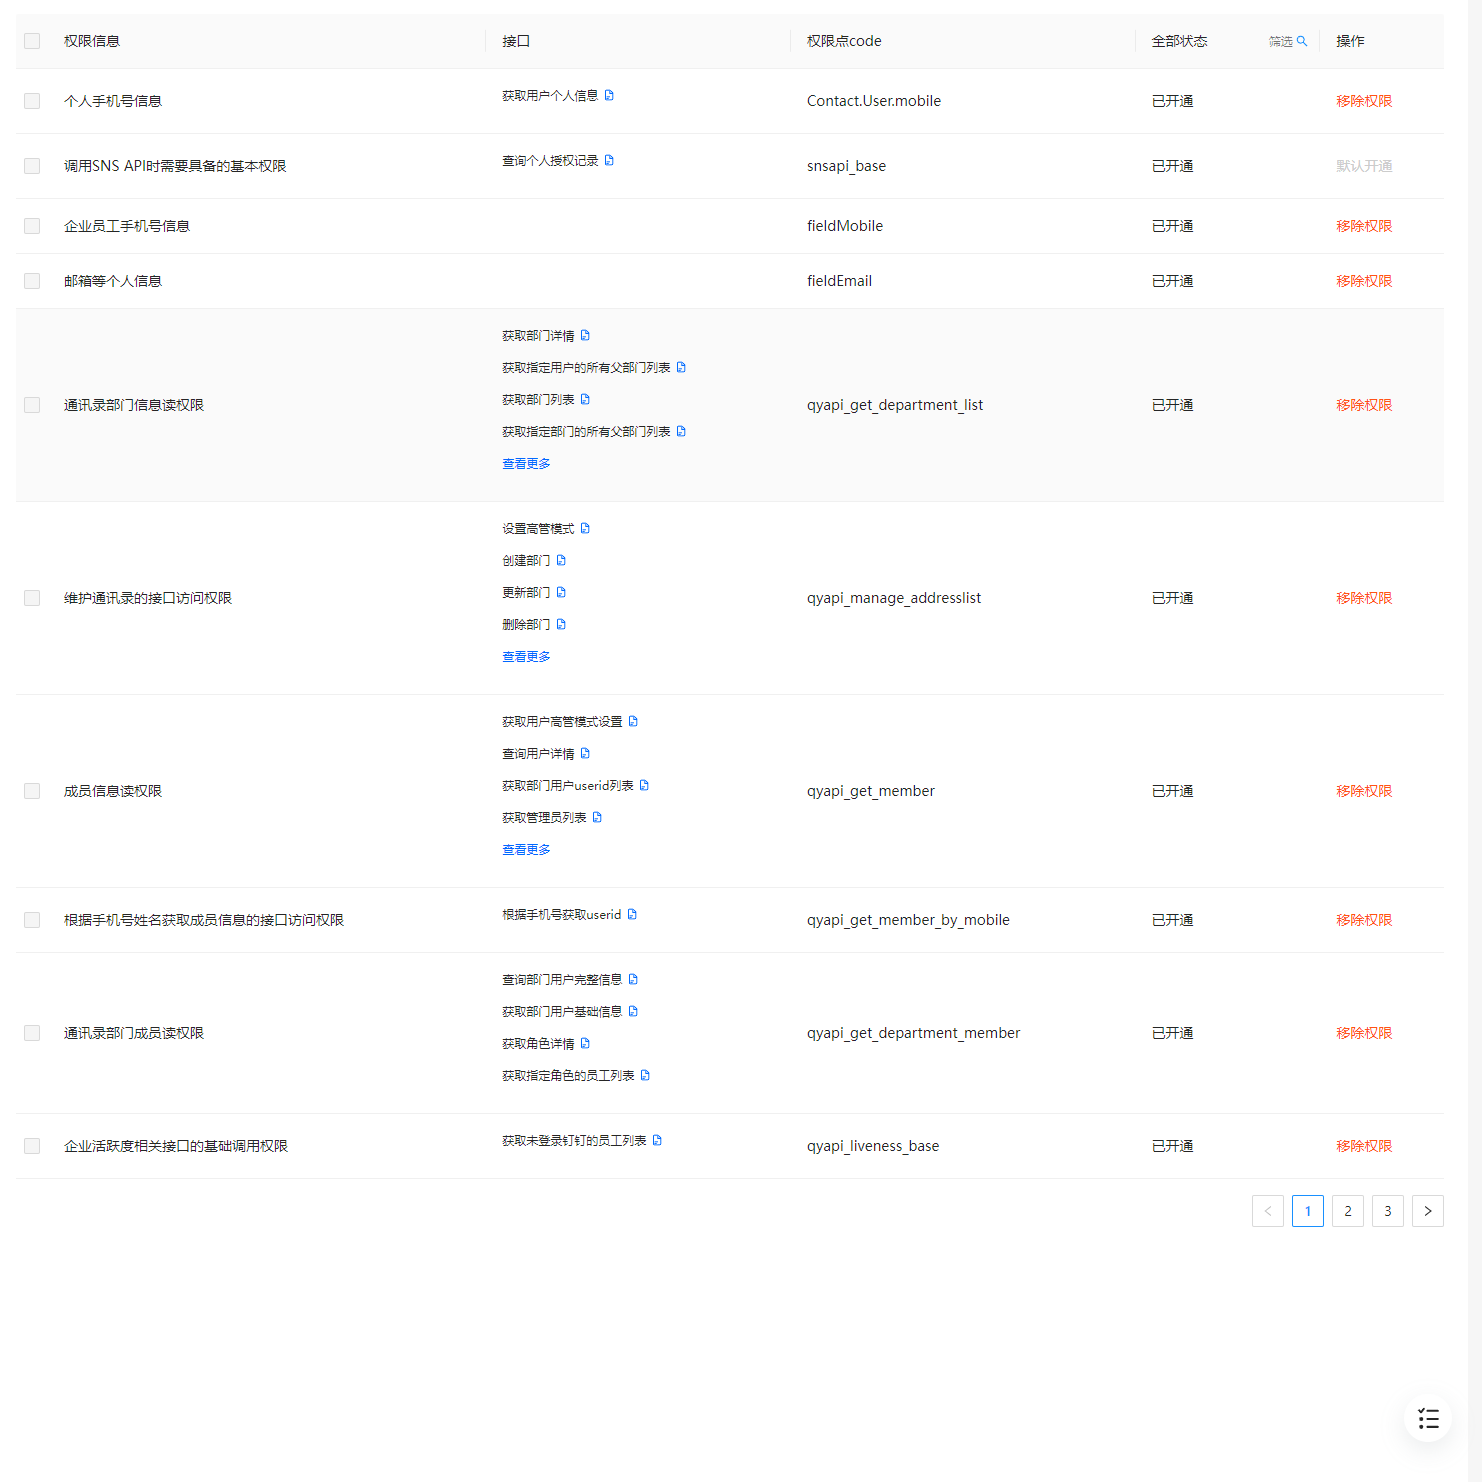 权限信息 接口 权限点code 全部状态 筛选 操作
个人手机号信息 获取用户个人信息 Contact.User.mobile 已开通 移除权限
调用SNS API时需要具备的基本权限 查询个人授权记录 snsapi_base 已开通 默认开通
企业员工手机号信息 fieldMobile 已开通 移除权限
邮箱等个人信息 fieldEmail 已开通 移除权限
获取部门详情
获取指定用户的所有父部门列表
通讯录部门信息读权限 获取部门列表 qyapi_get_department_list 已开通 移除权限
获取指定部门的所有父部门列表
查看更多
设置高管模式
创建部门
维护通讯录的接口访问权限 更新部门 qyapi_manage_addresslist 已开通 移除权限
删除部门
查看更多
获取用户高管模式设置
查询用户详情
成员信息读权限 获取部门用户userid列表 qyapi_get_member 已开通 移除权限
获取管理员列表
查看更多
根据手机号姓名获取成员信息的接口访问权限 根据手机号获取userid qyapi_get_member_by_mobile 已开通 移除权限
查询部门用户完整信息
获取部门用户基础信息
通讯录部门成员读权限 获取角色详情 qyapi_get_department_member 已开通 移除权限
获取指定角色的员工列表
企业活跃度相关接口的基础调用权限 获取未登录钉钉的员工列表 qyapi_liveness_base 已开通 移除权限
< 1 2 3 >